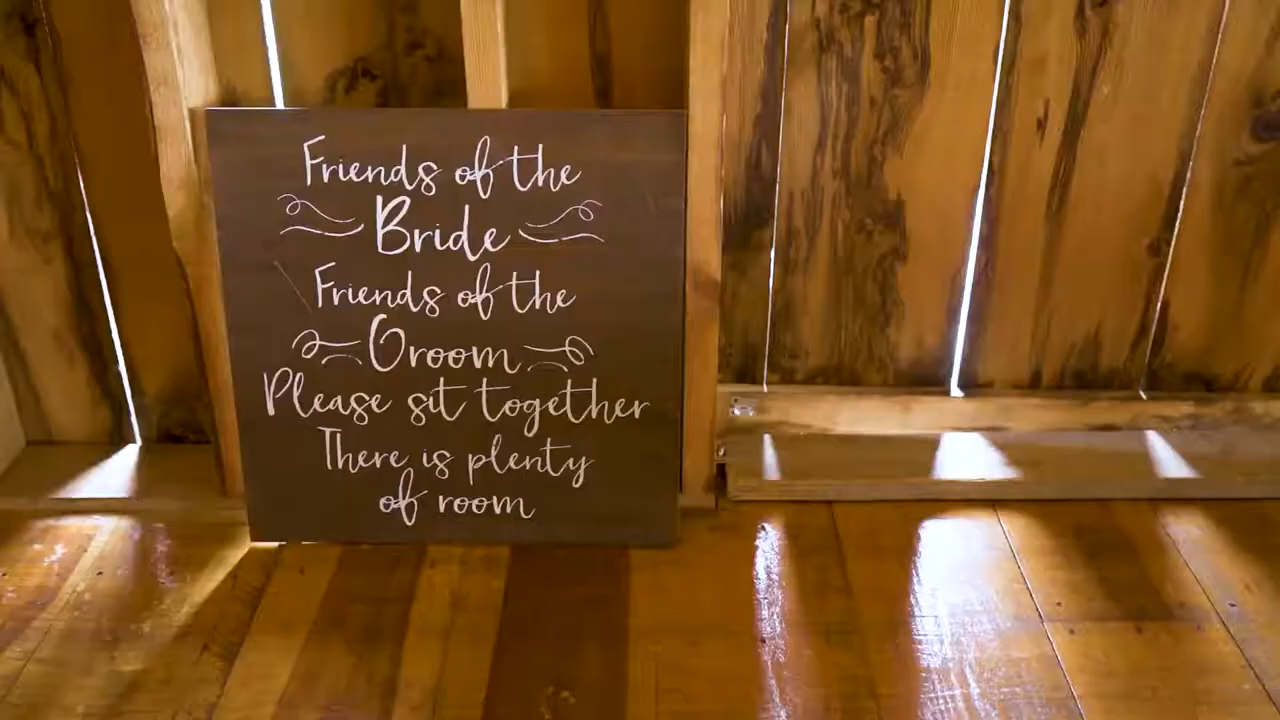 Friends of the
Bride
Friends of the
Groom
Please sit together
There is plenty
of room